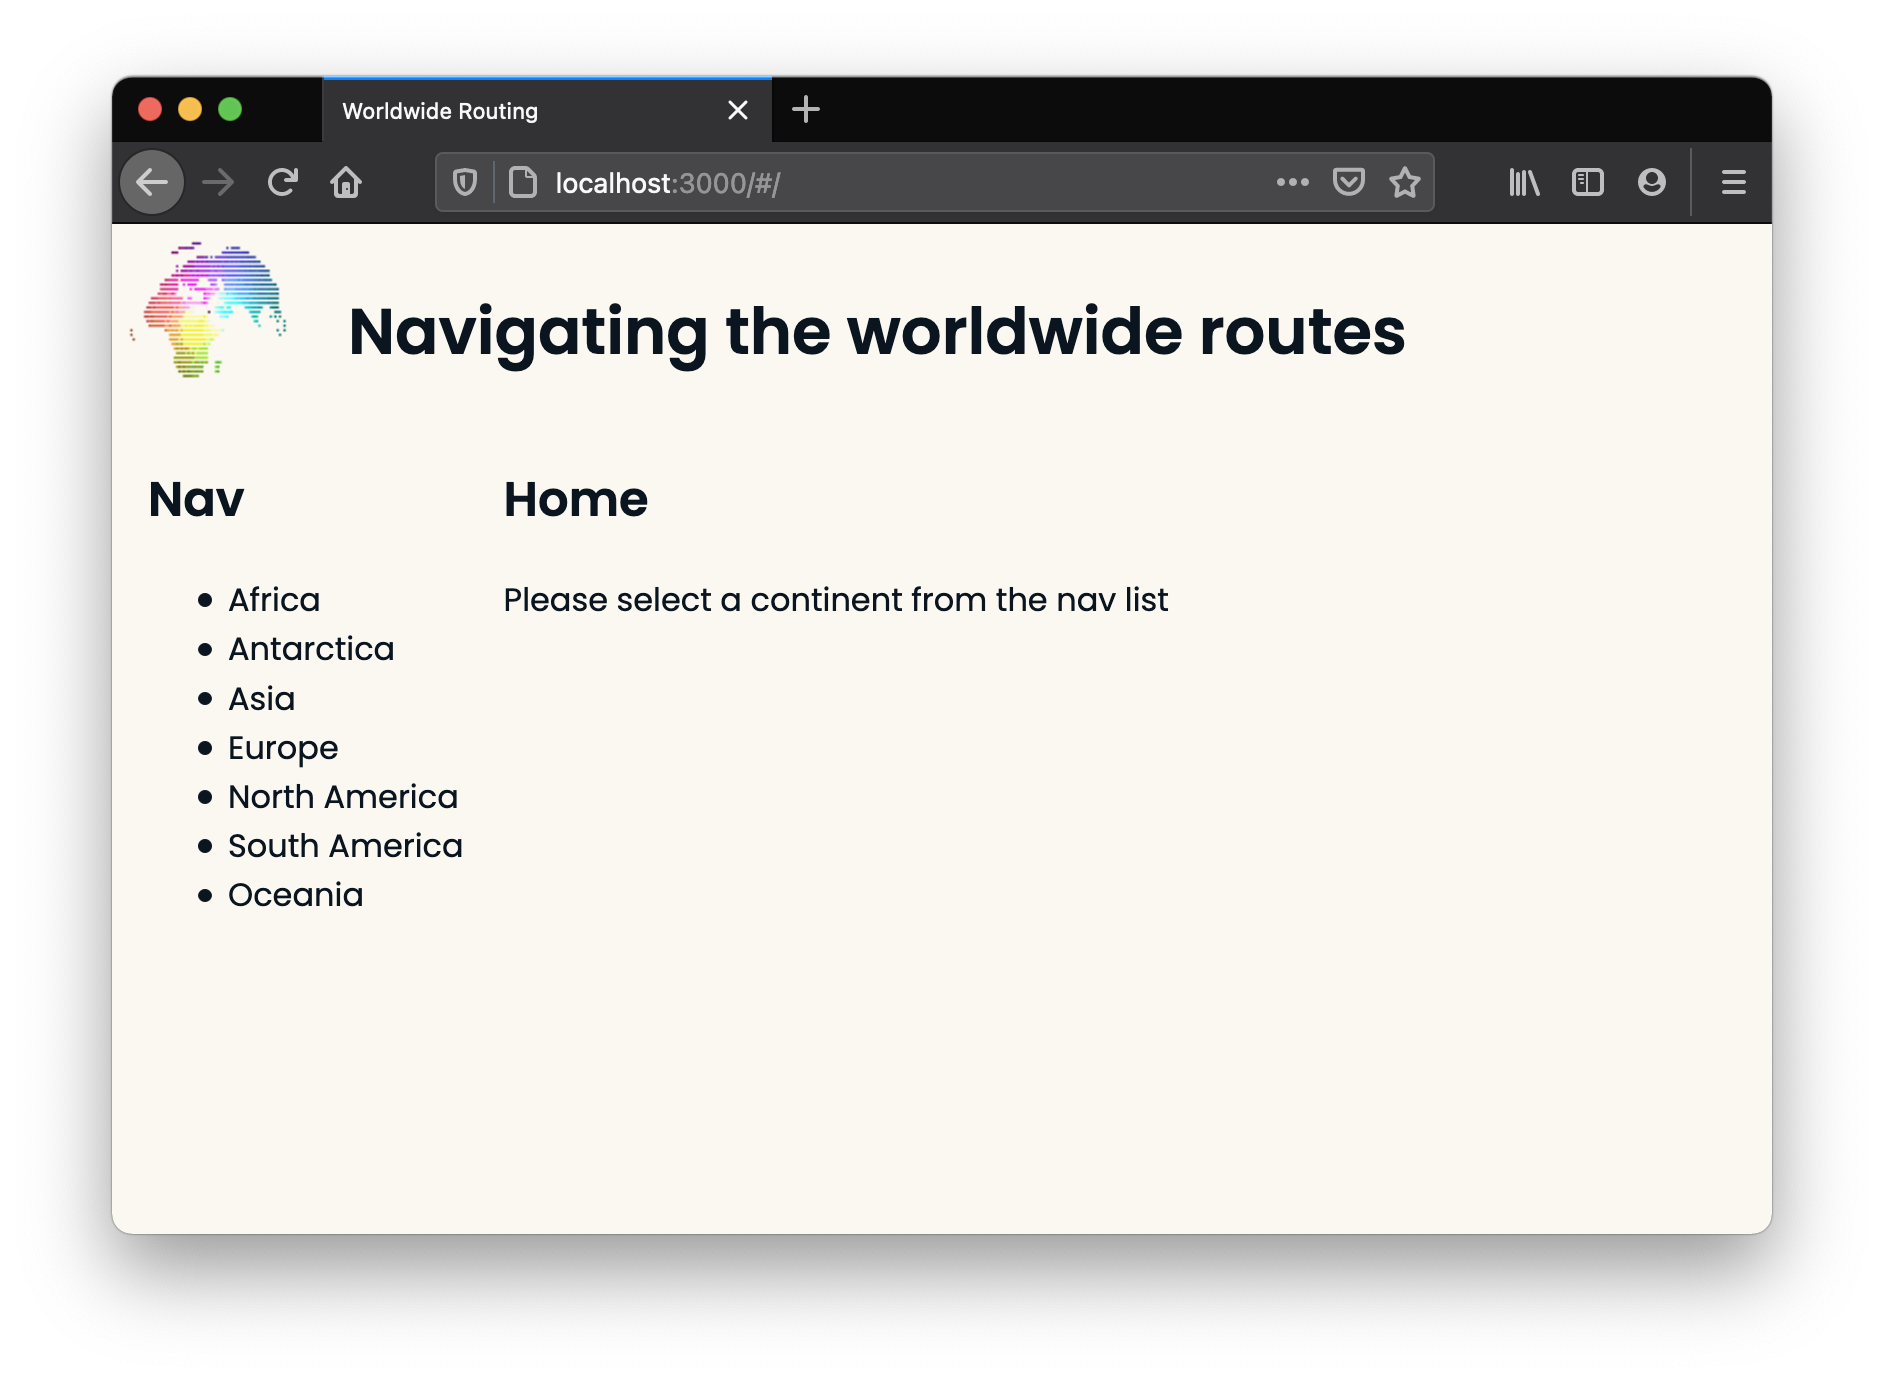 Worldwide Routing
localhost:3000/#/
Navigating the worldwide routes
Nav
Africa
Antarctica
Asia
Europe
North America
South America
Oceania
Home
Please select a continent from the nav list